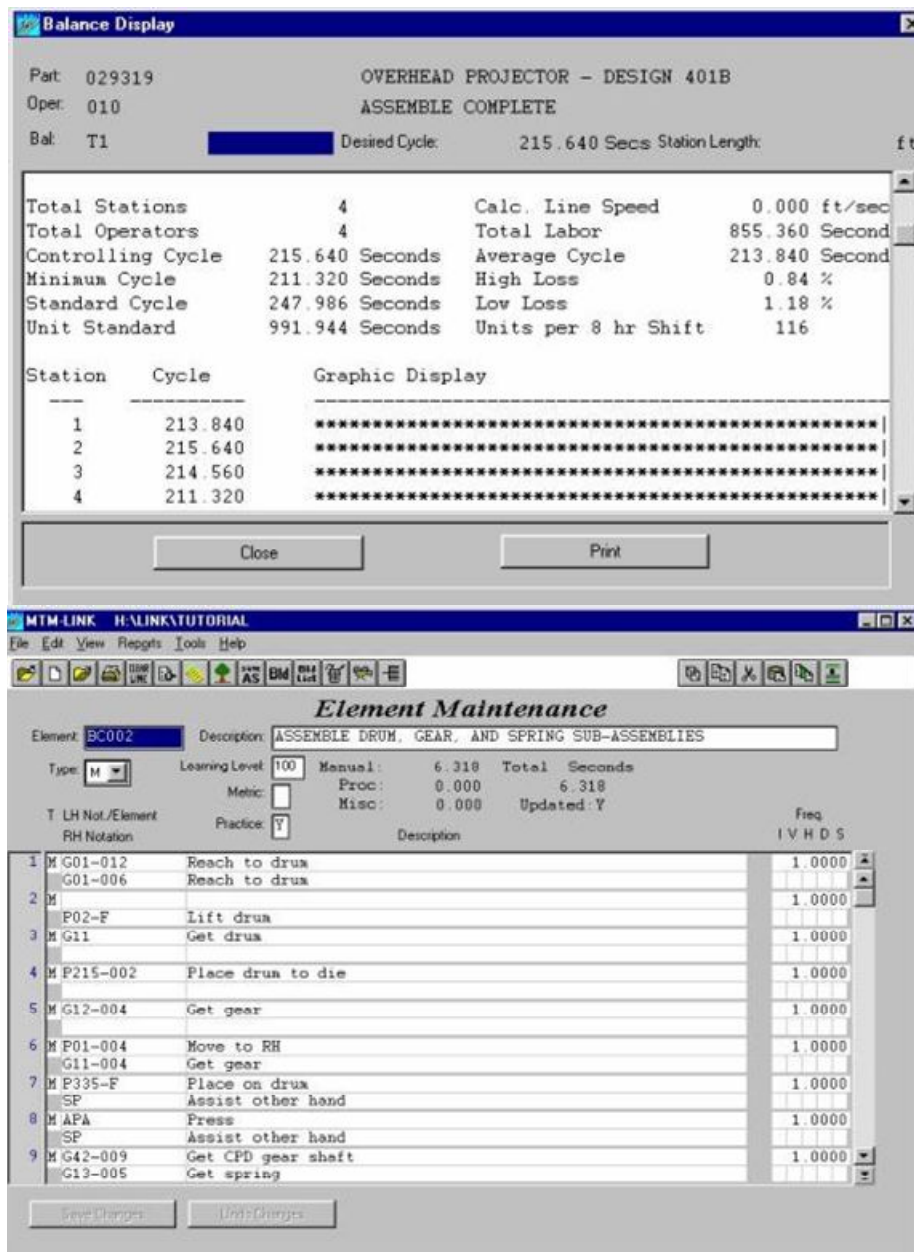 Balance Display
Part: 029319 OVERHEAD PROJECTOR - DESIGN 401B
Oper: 010 ASSEMBLE COMPLETE
Bal: T1 Desired Cycle: 215.640 Secs Station Length: ft
Total Stations 4 Calc. Line Speed 0.000 ft/sec
Total Operators 4 Total Labor 855.360 Second
Controlling Cycle 215.640 Seconds Average Cycle 213.840 Second
Minimum Cycle 211.320 Seconds High Loss 0.84 %
Standard Cycle 247.986 Seconds Low Loss 1.18 %
Unit Standard 991.944 Seconds Units per 8 hr Shift 116
Station Cycle Graphic Display
1 213.840
2 215.640
3 214.560
4 211.320
Close Print
MTM-LINK H:\LINK\TUTORIAL
File Edit View Reports Tools Help
AS Bld Bld List
Element Maintenance
Element: BC002 Description: ASSEMBLE DRUM, GEAR, AND SPRING SUB-ASSEMBLIES
Type: M Learning Level: 100 Manual: 6.318 Total Seconds
Metric: Proc: 0.000 6.318
Misc: 0.000 Updated:Y
T LH Not./Element Practice: Y Freq.
RH Notation Description I V H D S
1 M G01-012 Reach to drum 1.0000
G01-006 Reach to drum
2 M 1.0000
P02-F Lift drum
3 M G11 Get drum 1.0000
4 M P215-002 Place drum to die 1.0000
5 M G12-004 Get gear 1.0000
6 M P01-004 Move to RH 1.0000
G11-004 Get gear
7 M P335-F Place on drum 1.0000
SP Assist other hand
8 M APA Press 1.0000
SP Assist other hand
9 M G42-009 Get CPD gear shaft 1.0000
G13-005 Get spring
Save Changes Undo Changes